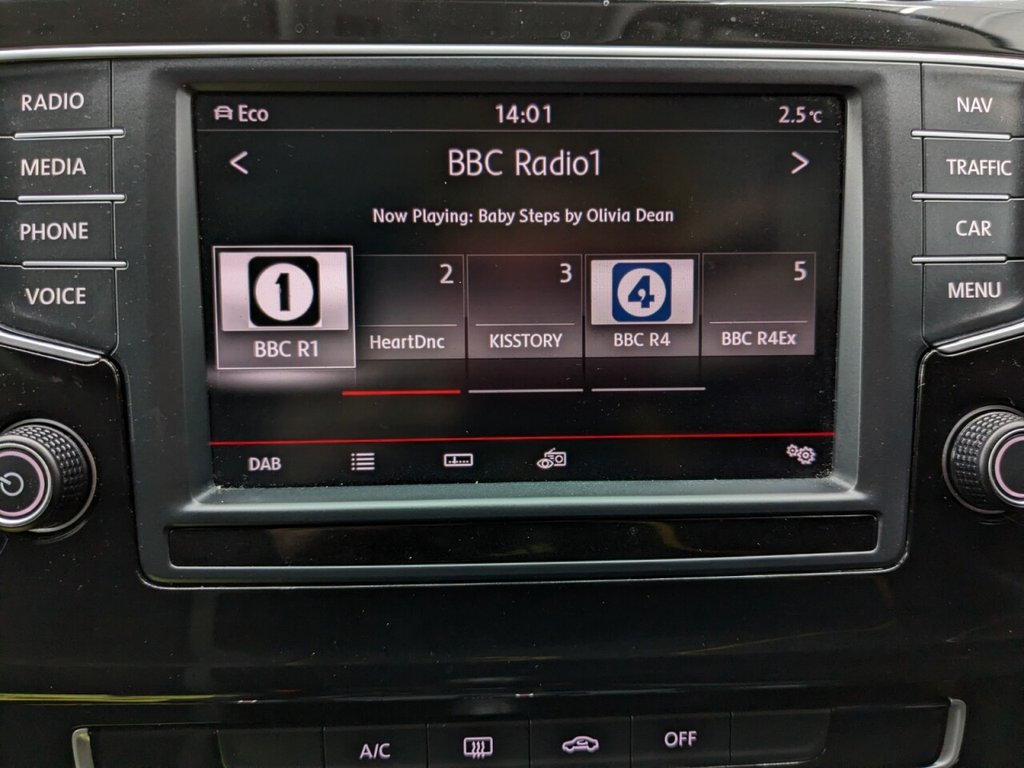 RADIO
MEDIA
PHONE
VOICE
Eco 14:01 2.5°C
< BBC Radio1 >
Now Playing: Baby Steps by Olivia Dean
1 2 3 4 5
BBC R1 HeartDnc KISSTORY BBC R4 BBC R4Ex
DAB
NAV
TRAFFIC
CAR
MENU
A/C OFF